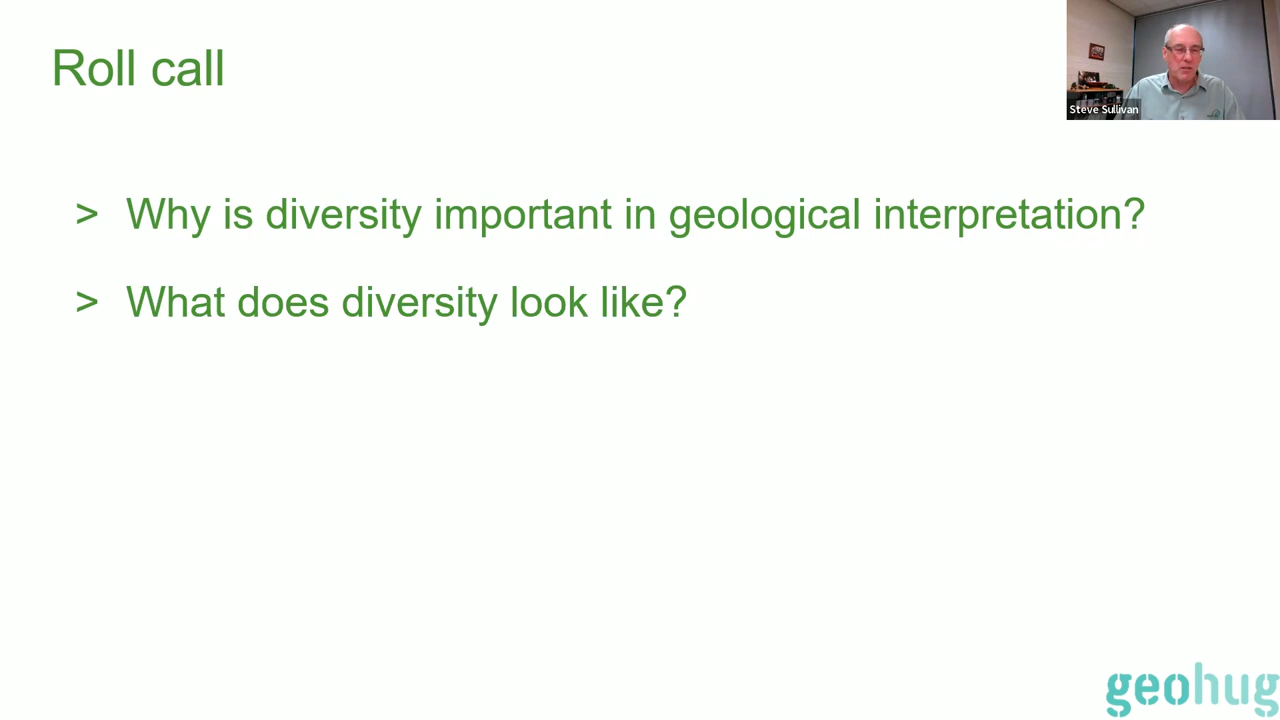 Roll call
Steve Sullivan
> Why is diversity important in geological interpretation?
> What does diversity look like?
geohug